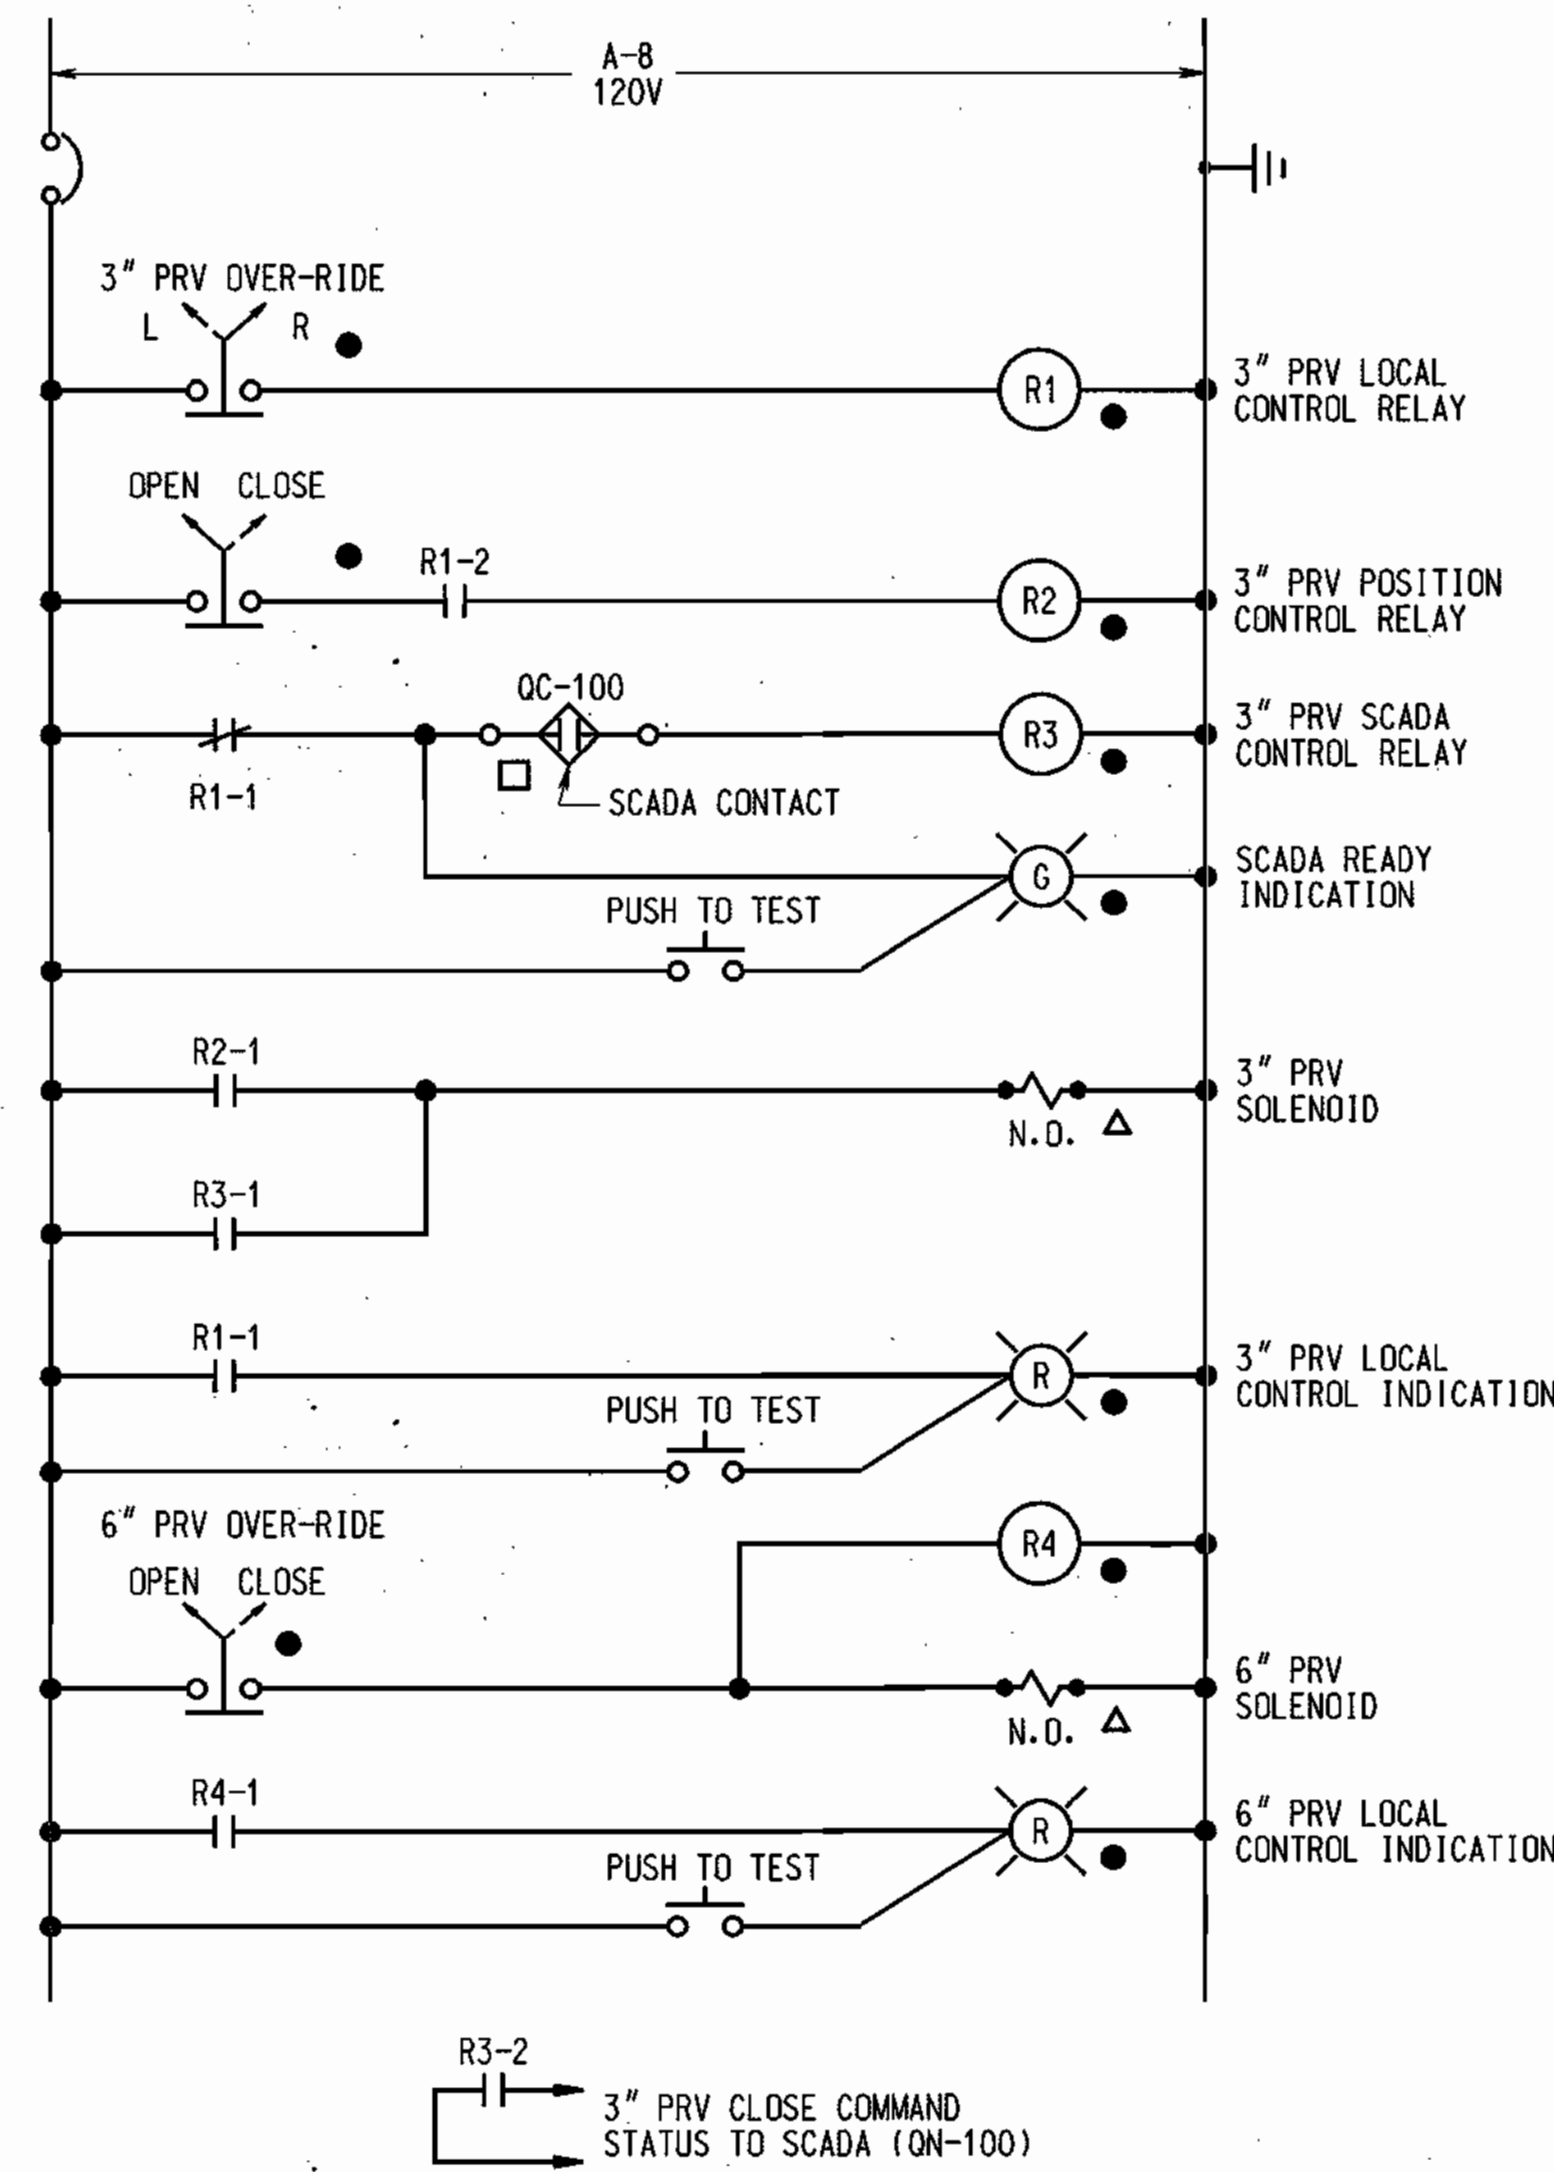 A-8
120V
3" PRV OVER-RIDE
L R
R1
3" PRV LOCAL
CONTROL RELAY
OPEN CLOSE
R1-2
R2
3" PRV POSITION
CONTROL RELAY
QC-100
R1-1
SCADA CONTACT
R3
3" PRV SCADA
CONTROL RELAY
G
SCADA READY
INDICATION
PUSH TO TEST
R2-1
N.O.
3" PRV
SOLENOID
R3-1
R1-1
R
3" PRV LOCAL
CONTROL INDICATION
PUSH TO TEST
6" PRV OVER-RIDE
OPEN CLOSE
R4
N.O.
6" PRV
SOLENOID
R4-1
R
6" PRV LOCAL
CONTROL INDICATION
PUSH TO TEST
R3-2
3" PRV CLOSE COMMAND
STATUS TO SCADA (QN-100)